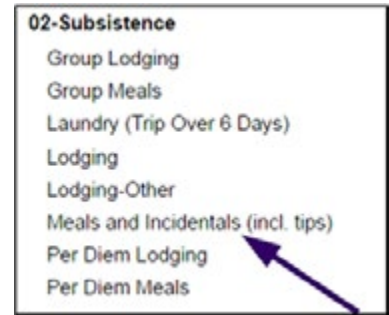 02-Subsistence
Group Lodging
Group Meals
Laundry (Trip Over 6 Days)
Lodging
Lodging-Other
Meals and Incidentals (incl. tips)
Per Diem Lodging
Per Diem Meals